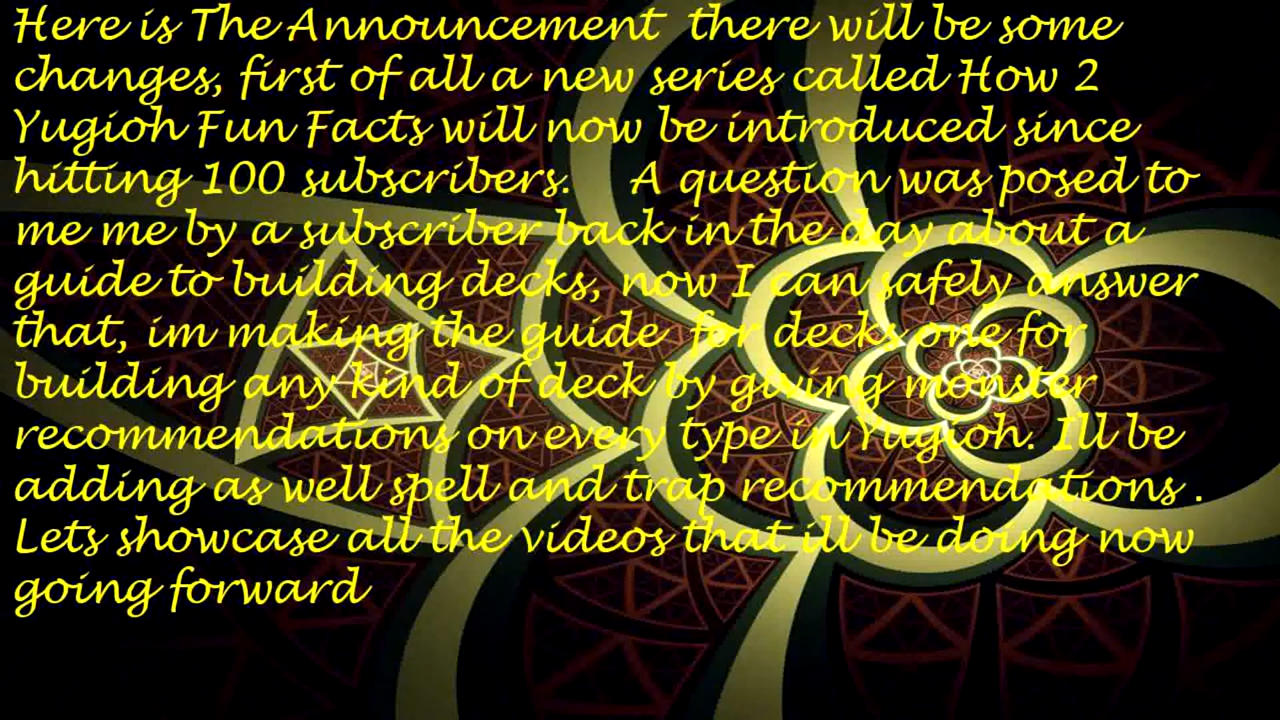 Here is The Announcement there will be some
changes, first of all a new series called How 2
Yugioh Fun Facts will now be introduced since
hitting 100 subscribers. A question was posed to
me me by a subscriber back in the day about a
guide to building decks, now I can safely answer
that, im making the guide for decks one for
building any kind of deck by giving monster
recommendations on every type in Yugioh. Ill be
adding as well spell and trap recommendations .
Lets showcase all the videos that ill be doing now
going forward